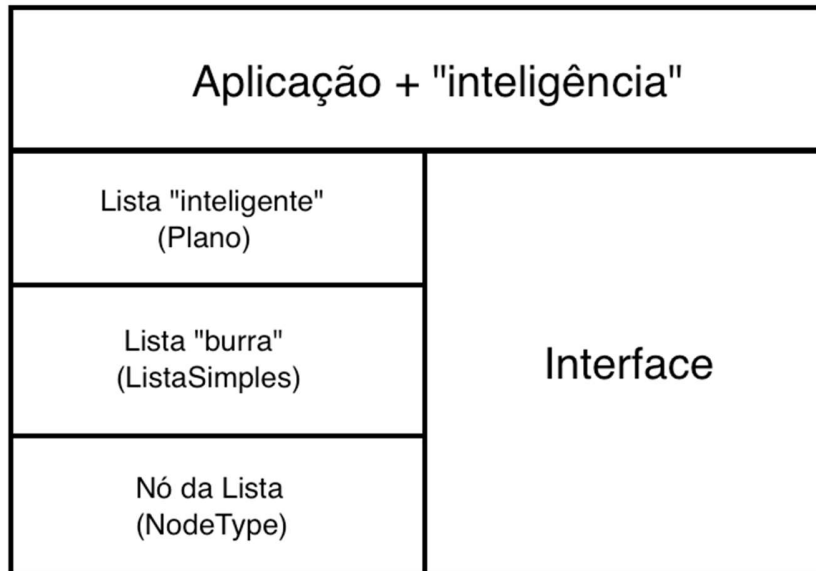 Aplicação + "inteligência"
Lista "inteligente"
(Plano)
Lista "burra"
(ListaSimples)
Interface
Nó da Lista
(NodeType)